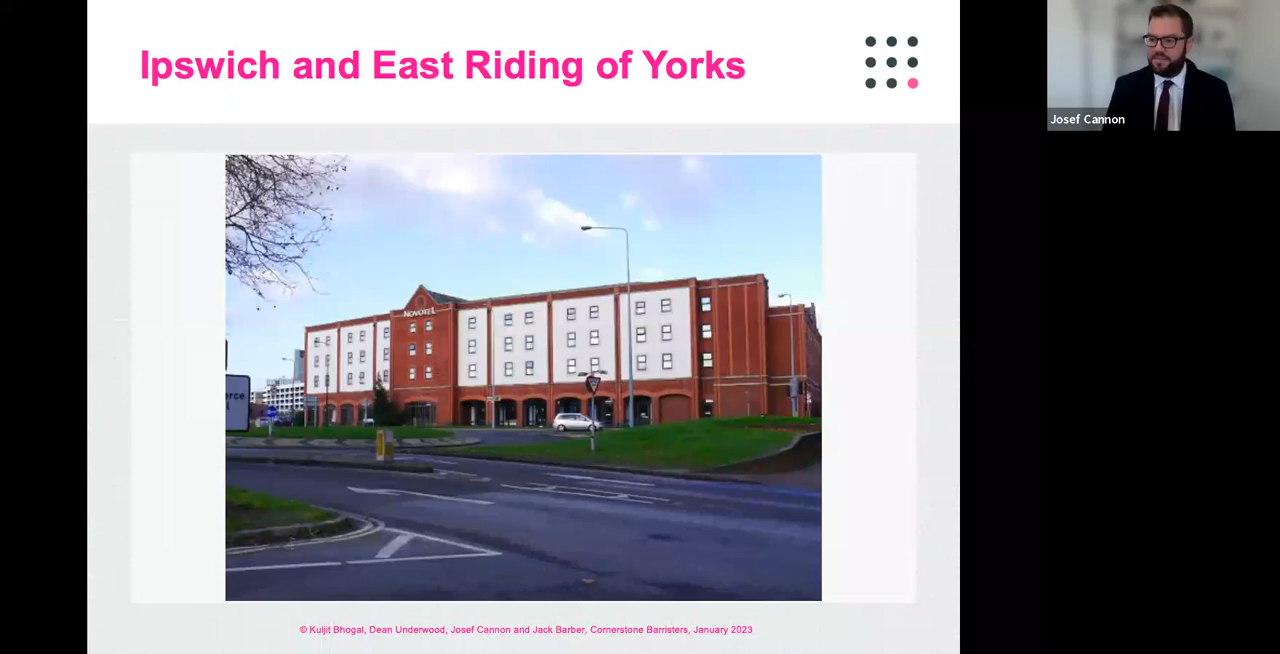 Ipswich and East Riding of Yorks
Josef Cannon
NOVOTEL
© Kuljit Bhogal, Dean Underwood, Josef Cannon and Jack Barber, Cornerstone Barristers, January 2023